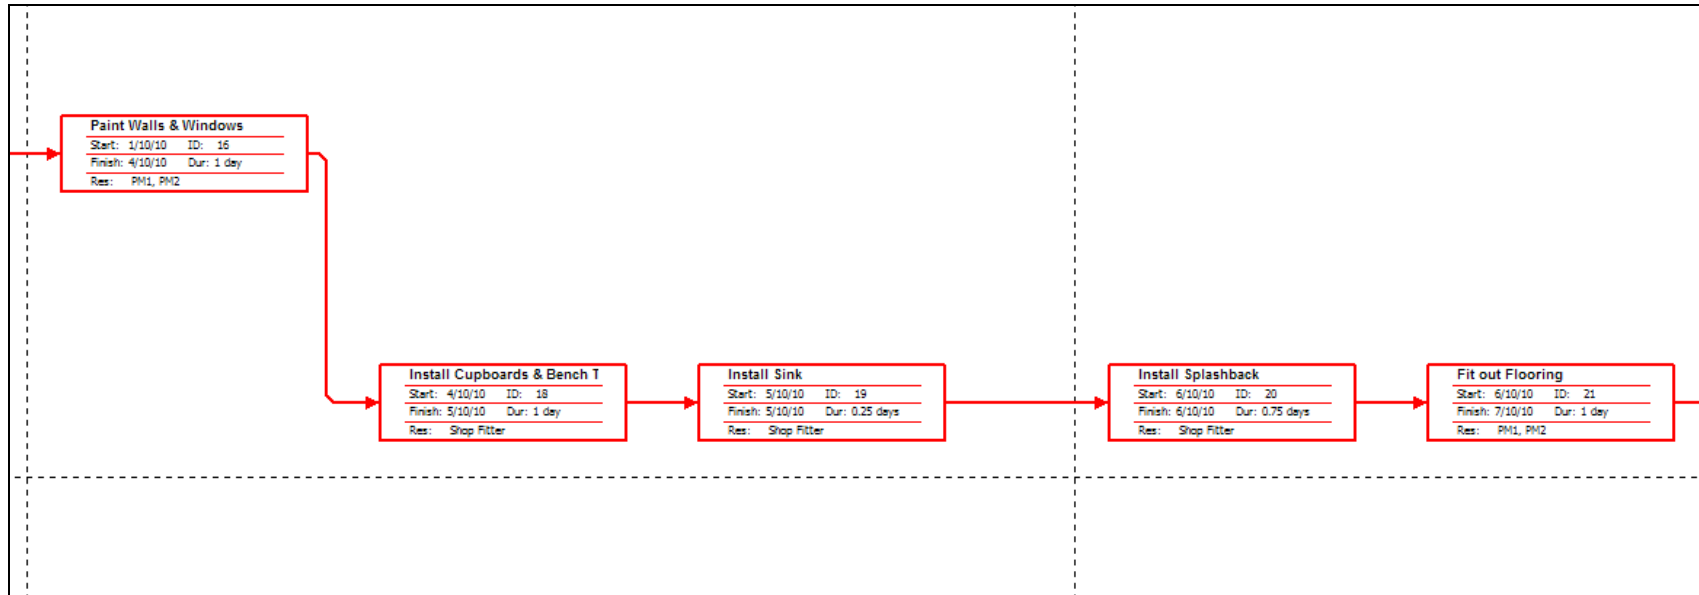 Paint Walls & Windows
Start: 1/10/10 ID: 16
Finish: 4/10/10 Dur: 1 day
Res: PM1, PM2
Install Cupboards & Bench T
Start: 4/10/10 ID: 18
Finish: 5/10/10 Dur: 1 day
Res: Shop Fitter
Install Sink
Start: 5/10/10 ID: 19
Finish: 5/10/10 Dur: 0.25 days
Res: Shop Fitter
Install Splashback
Start: 6/10/10 ID: 20
Finish: 6/10/10 Dur: 0.75 days
Res: Shop Fitter
Fit out Flooring
Start: 6/10/10 ID: 21
Finish: 7/10/10 Dur: 1 day
Res: PM1, PM2